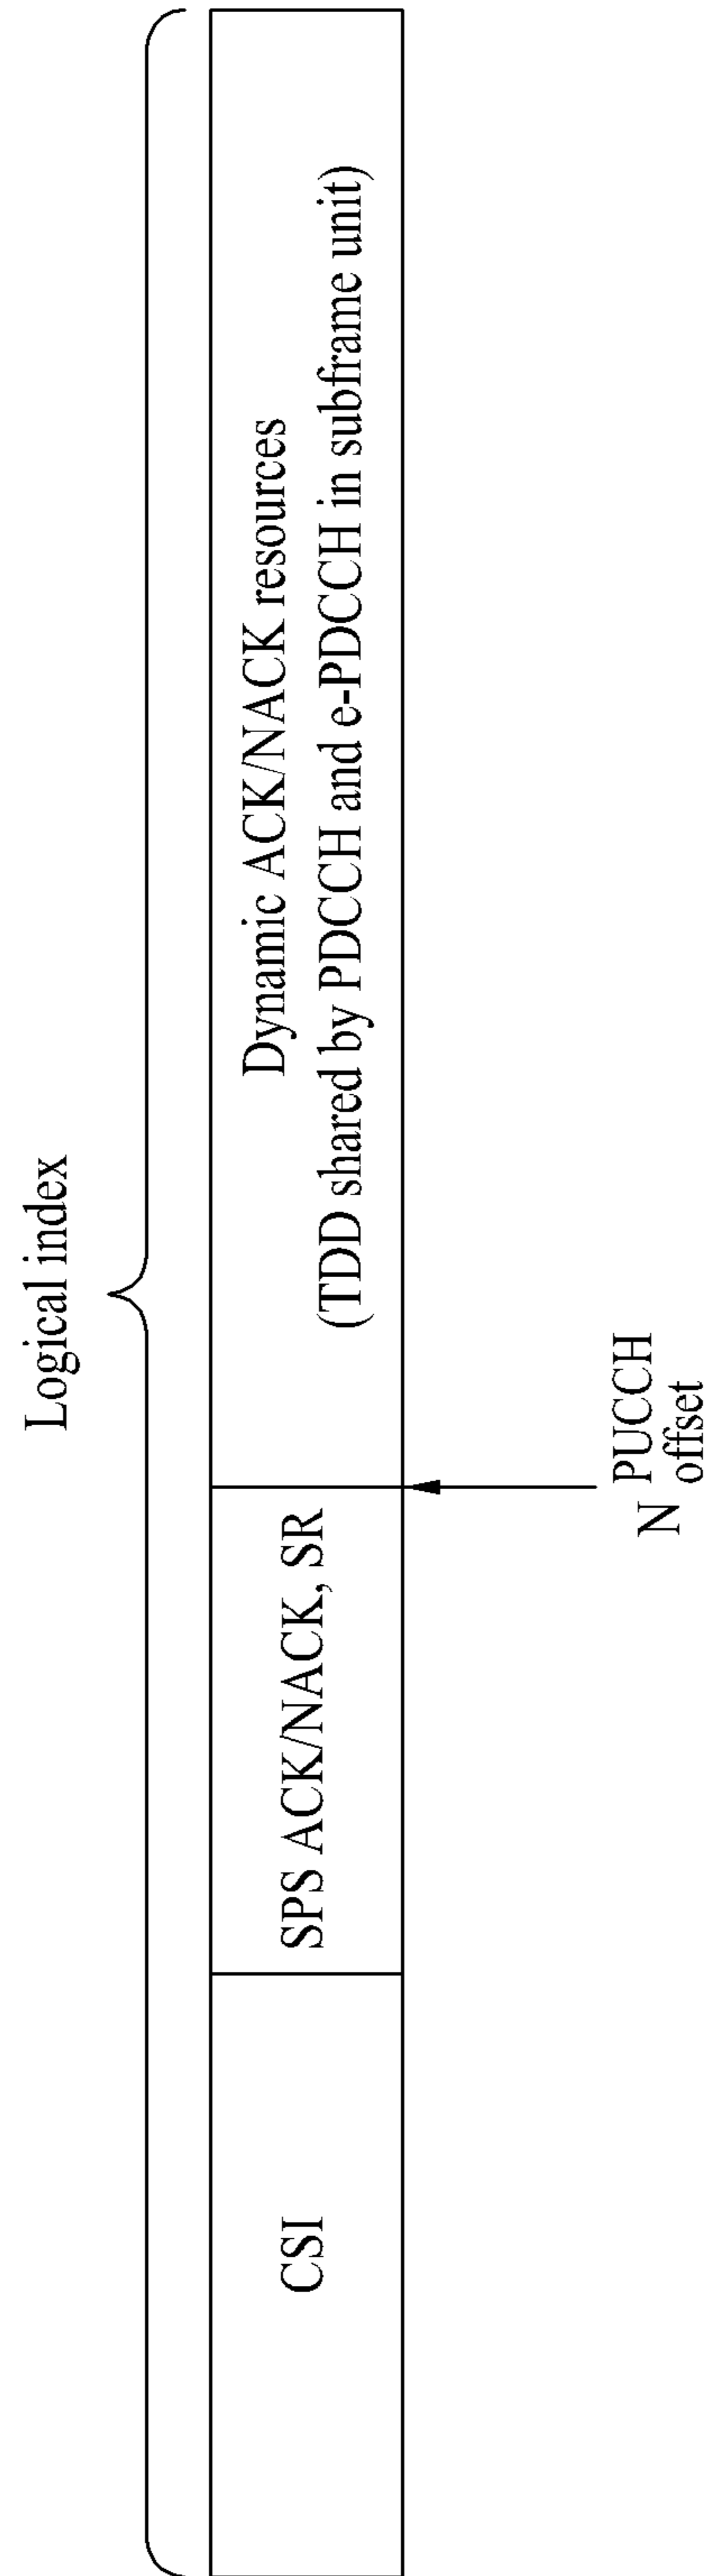 Logical index
CSI
SPS ACK/NACK, SR
Dynamic ACK/NACK resources
(TDD shared by PDCCH and e-PDCCH in subframe unit)
N PUCCH
offset